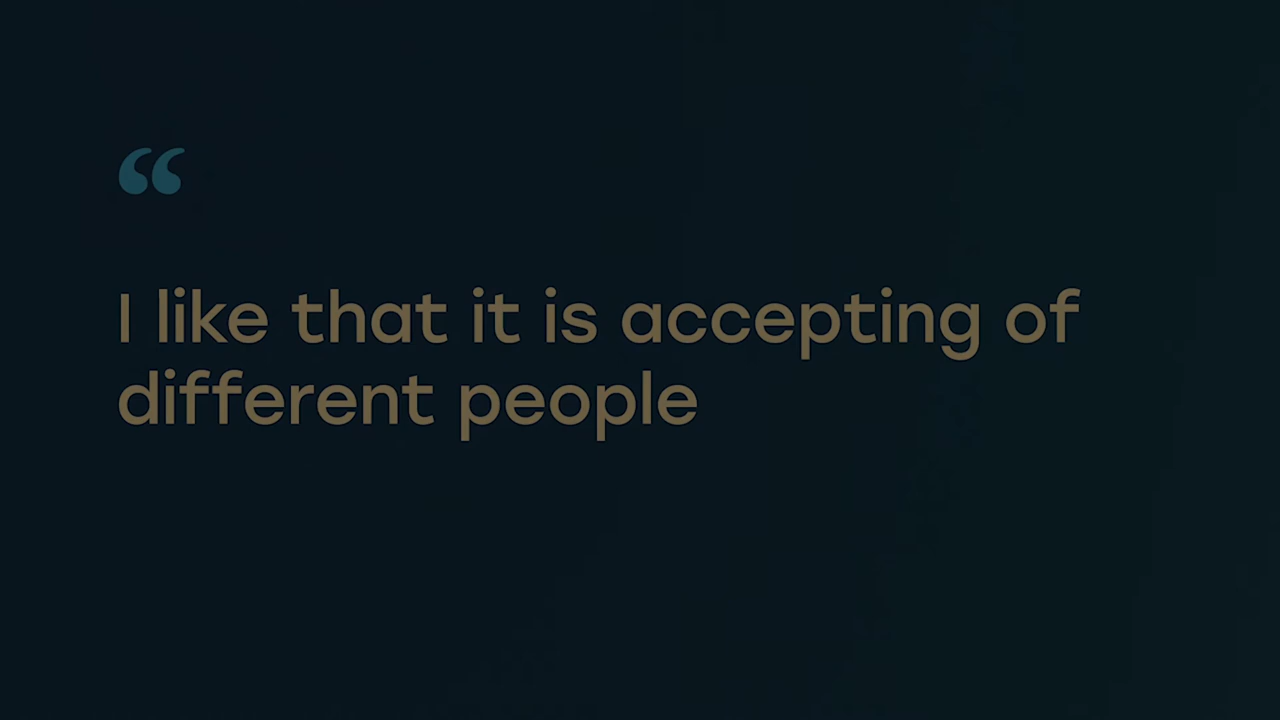 “
I like that it is accepting of
different people